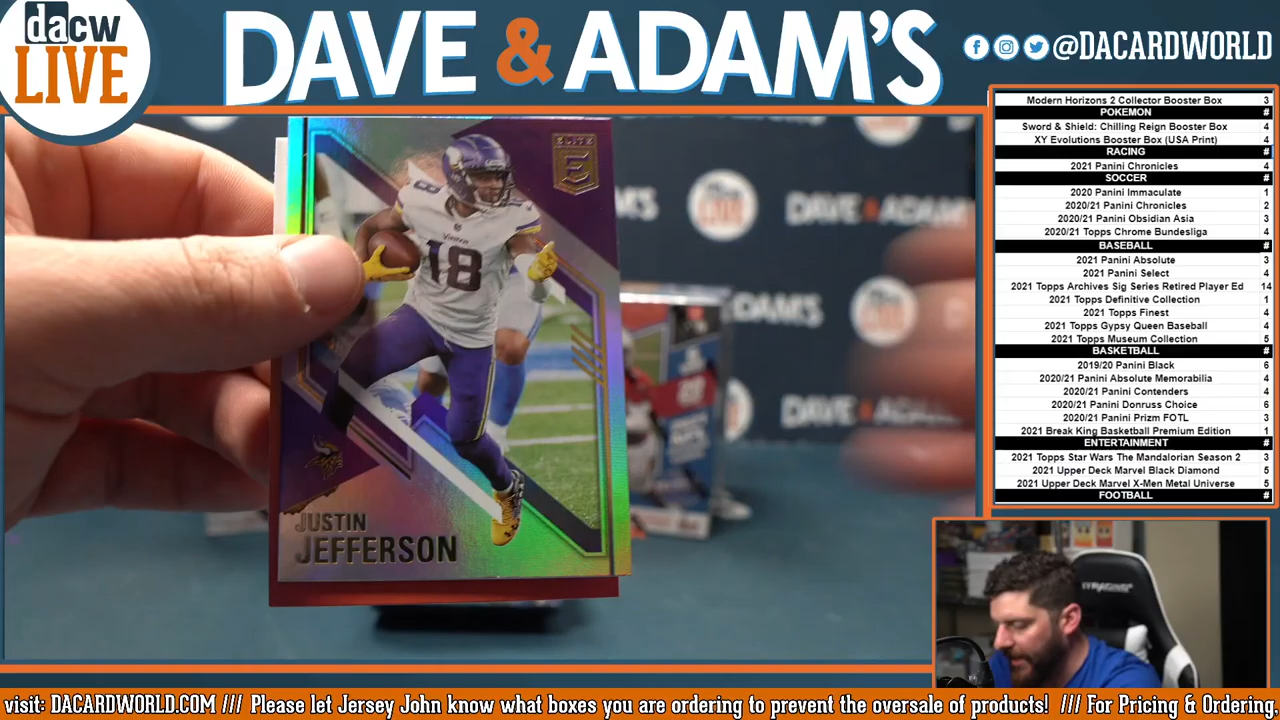 dacw
LIVE
DAVE & ADAM'S
@DACARDWORLD
Modern Horizons 2 Collector Booster Box 3
POKEMON #
Sword & Shield: Chilling Reign Booster Box 4
XY Evolutions Booster Box (USA Print) 4
RACING #
2021 Panini Chronicles 4
SOCCER #
2020 Panini Immaculate 1
2020/21 Panini Chronicles 2
2020/21 Panini Obsidian Asia 3
2020/21 Topps Chrome Bundesliga 4
BASEBALL #
2021 Panini Absolute 3
2021 Panini Select 4
2021 Topps Archives Sig Series Retired Player Ed 14
2021 Topps Definitive Collection 1
2021 Topps Finest 4
2021 Topps Gypsy Queen Baseball 4
2021 Topps Museum Collection 5
BASKETBALL #
2019/20 Panini Black 6
2020/21 Panini Absolute Memorabilia 4
2020/21 Panini Contenders 4
2020/21 Panini Donruss Choice 6
2020/21 Panini Prizm FOTL 3
2021 Break King Basketball Premium Edition 1
ENTERTAINMENT #
2021 Topps Star Wars The Mandalorian Season 2 3
2021 Upper Deck Marvel Black Diamond 5
2021 Upper Deck Marvel X-Men Metal Universe 5
FOOTBALL #
E
18
18
Vikings
18
JUSTIN
JEFFERSON
DAVE & ADAM
ADAM'S
DAVE & ADAM
visit: DACARDWORLD.COM /// Please let Jersey John know what boxes you are ordering to prevent the oversale of products! /// For Pricing & Ordering,